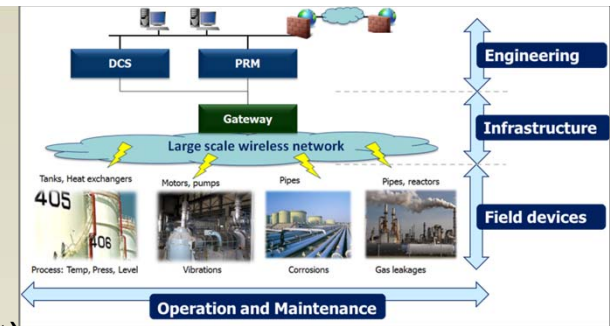 DCS
PRM
Engineering
Gateway
Infrastructure
Large scale wireless network
Tanks, Heat exchangers
Motors, pumps
Pipes
Pipes, reactors
405
406
Field devices
Process: Temp, Press, Level
Vibrations
Corrosions
Gas leakages
Operation and Maintenance